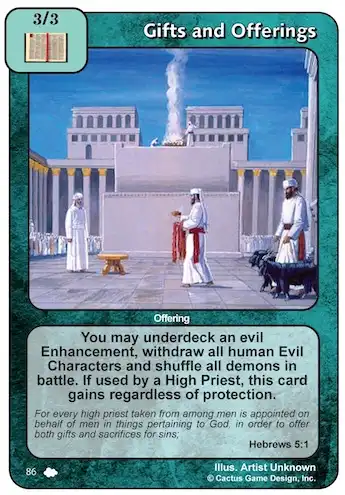 3/3
Gifts and Offerings
Offering
You may underdeck an evil
Enhancement, withdraw all human Evil
Characters and shuffle all demons in
battle. If used by a High Priest, this card
gains regardless of protection.
For every high priest taken from among men is appointed on
behalf of men in things pertaining to God, in order to offer
both gifts and sacrifices for sins;
Hebrews 5:1
86
Illus. Artist Unknown
© Cactus Game Design, Inc.